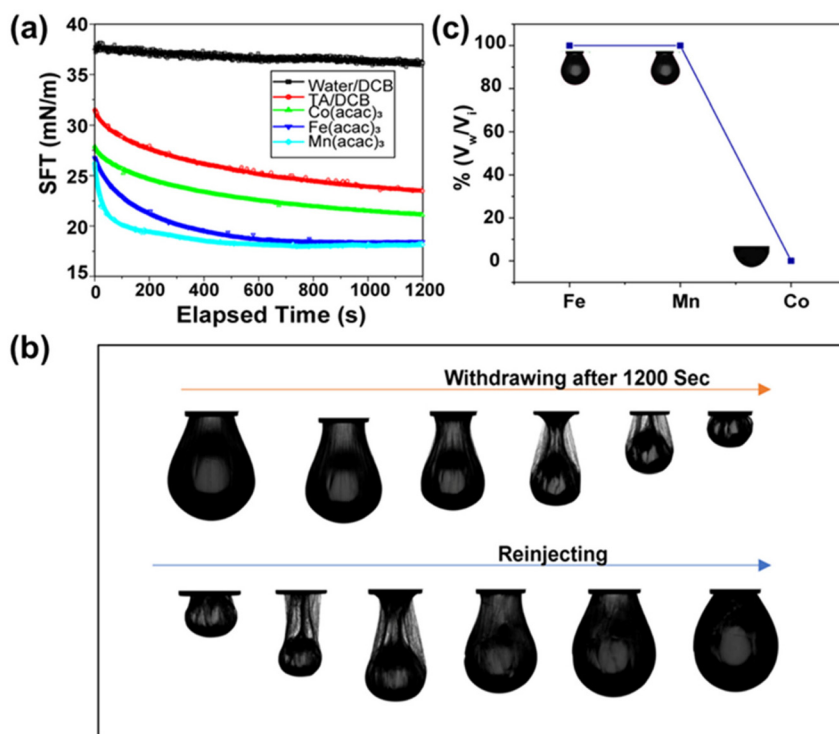 (a)
40
35
30
25
20
15
SFT (mN/m)
0 200 400 600 800 1000 1200
Elapsed Time (s)
Water/DCB
TA/DCB
Co(acac)₃
Fe(acac)₃
Mn(acac)₃
(c)
100
80
60
40
20
0
% (Vw/Vi)
Fe Mn Co
(b)
Withdrawing after 1200 Sec
Reinjecting